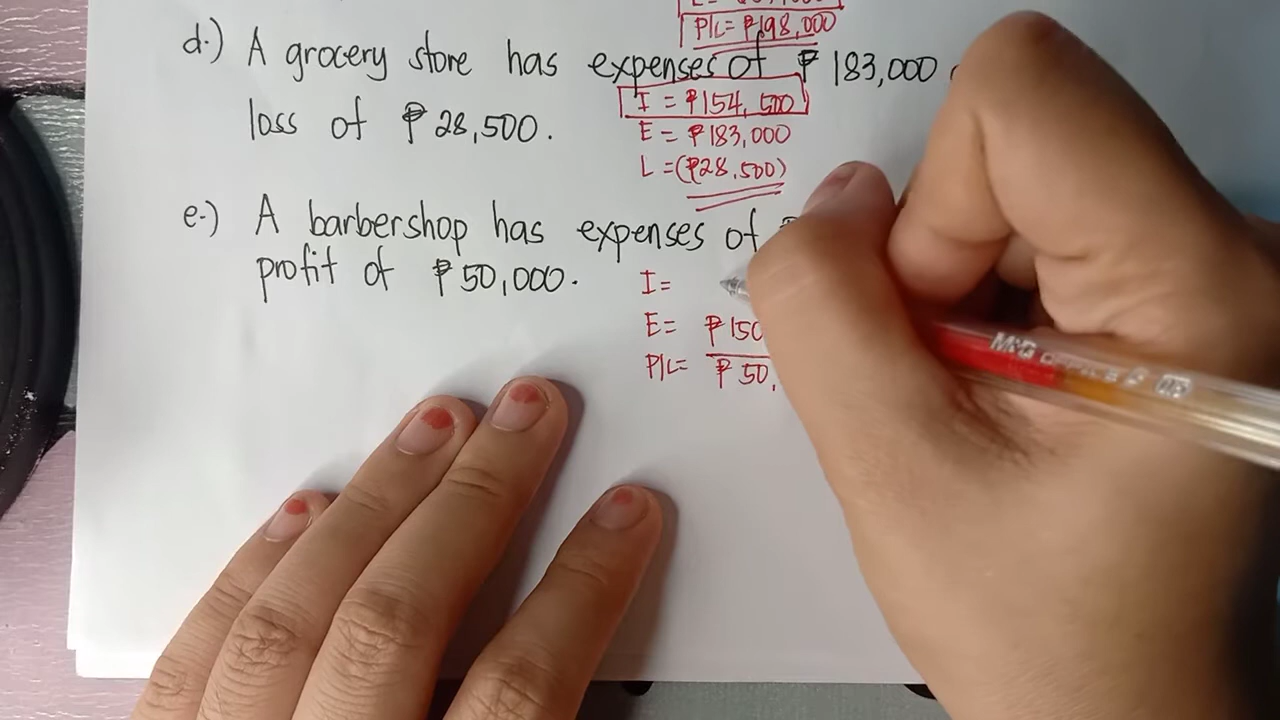 P/L= ₱198,000
d.) A grocery store has expenses of ₱ 183,000
loss of ₱ 28,500.
I = ₱154,500
E = ₱183,000
L =(₱28,500)
e.) A barbershop has expenses of
profit of ₱ 50,000.
I=
E= ₱150
P/L= ₱ 50,
M&G